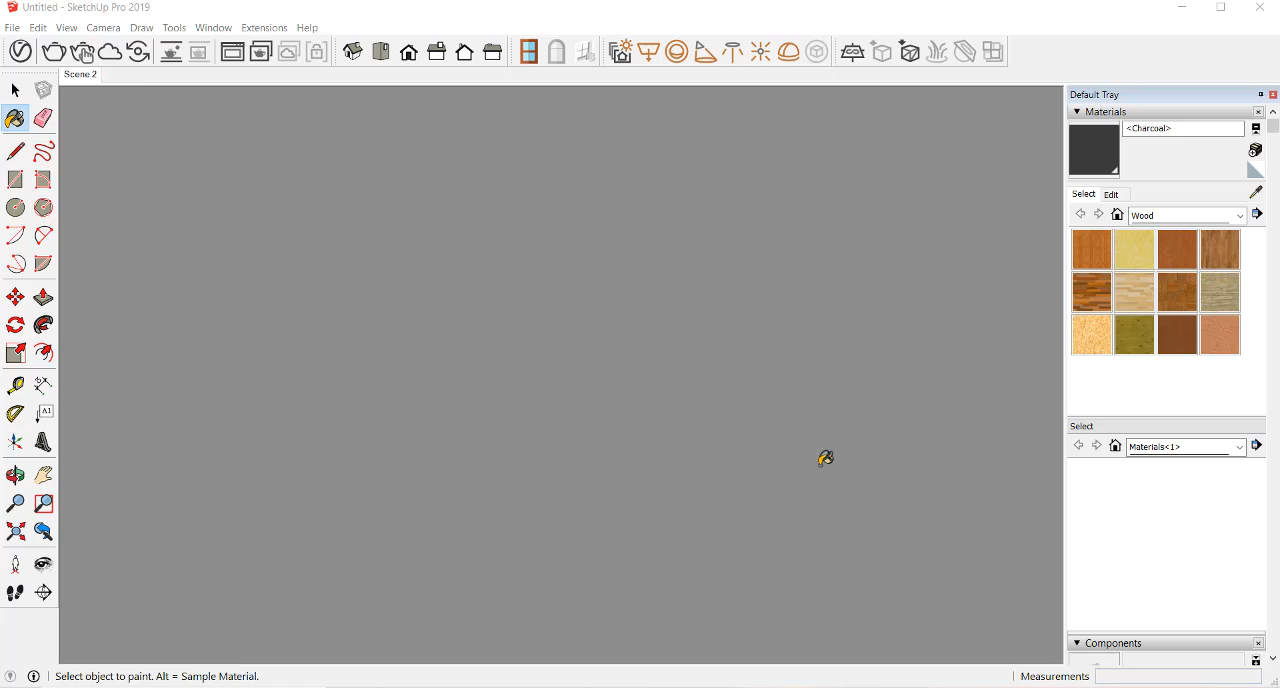 Untitled - SketchUp Pro 2019
File Edit View Camera Draw Tools Window Extensions Help
Scene 2
Default Tray
Materials
<Charcoal>
Select Edit
Wood
A1
Select
Materials<1>
Components
Select object to paint. Alt = Sample Material.
Measurements